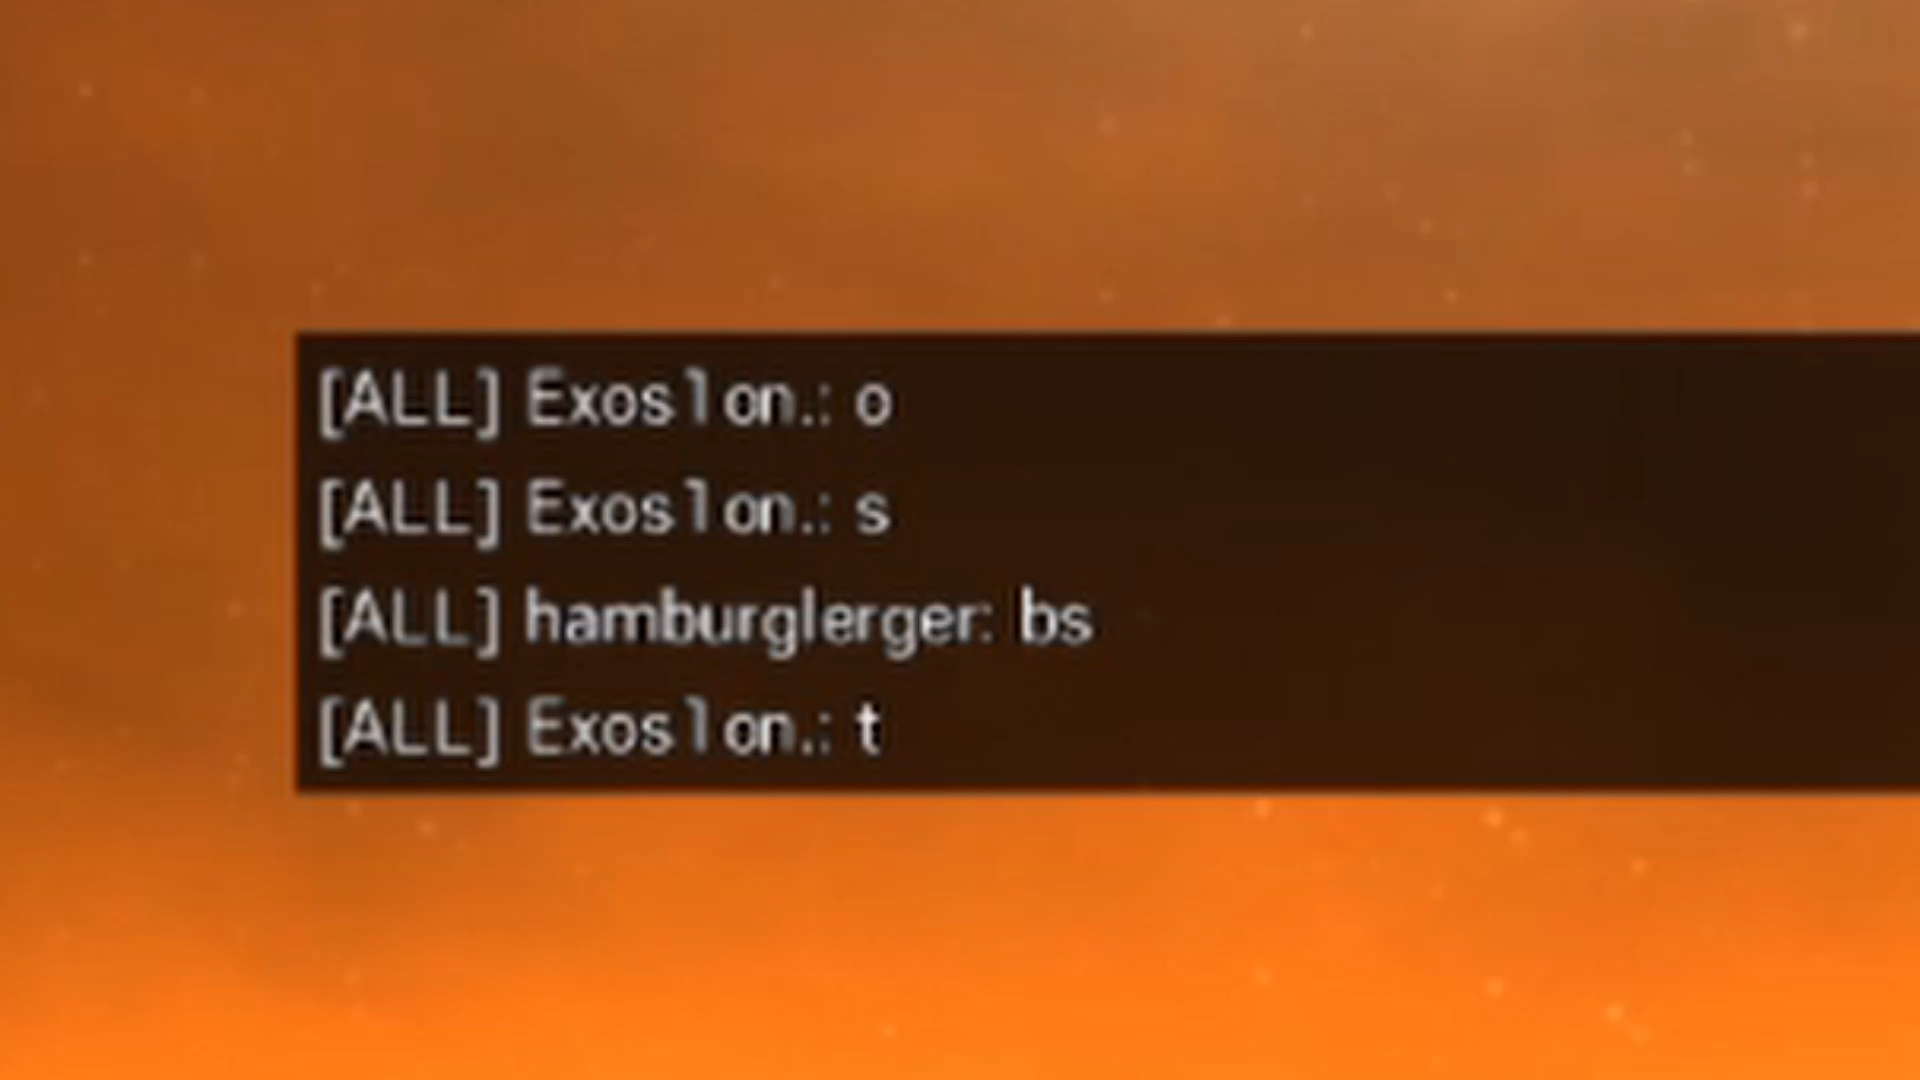 [ALL] Exos1on.: o
[ALL] Exos1on.: s
[ALL] hamburglerger: bs
[ALL] Exos1on.: t